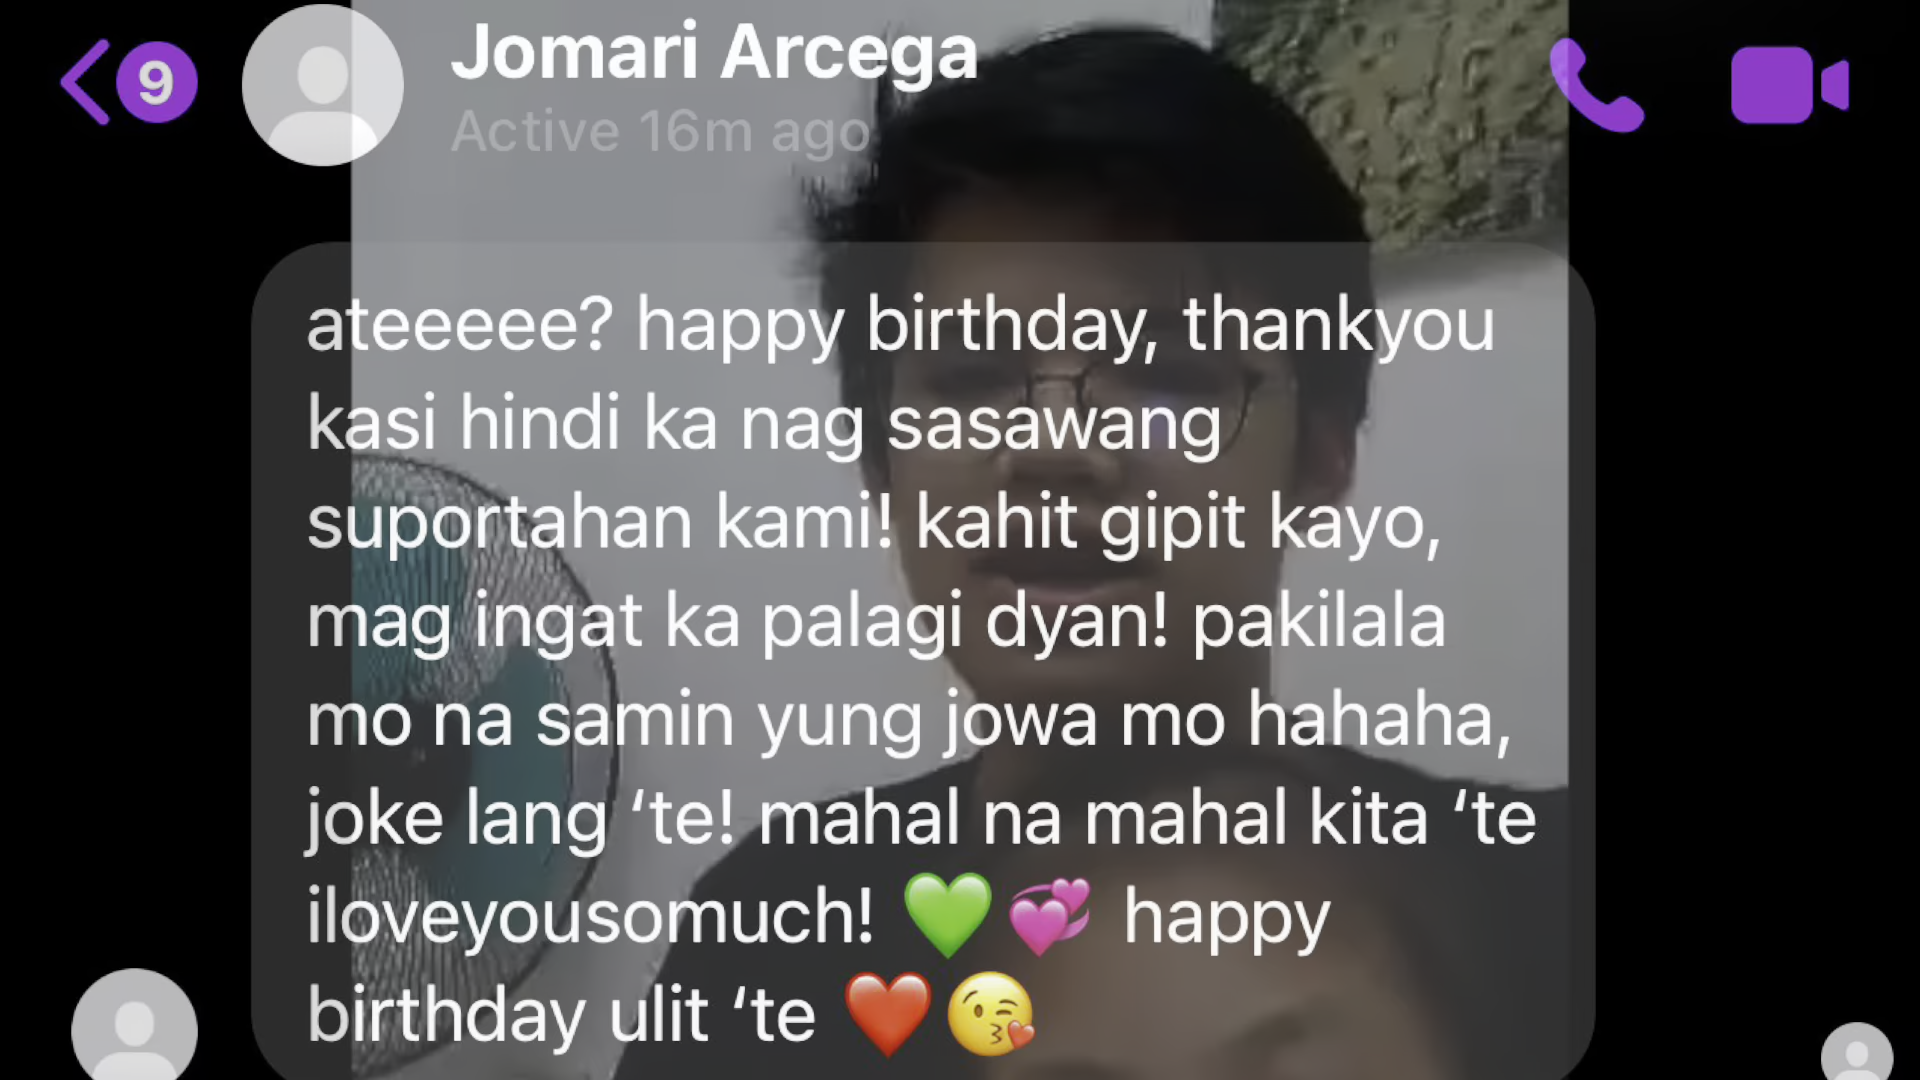 9
Jomari Arcega
Active 16m ago
ateeeee? happy birthday, thankyou
kasi hindi ka nag sasawang
suportahan kami! kahit gipit kayo,
mag ingat ka palagi dyan! pakilala
mo na samin yung jowa mo hahaha,
joke lang ‘te! mahal na mahal kita ‘te
iloveyousomuch! 💚💞 happy
birthday ulit ‘te ❤️😘